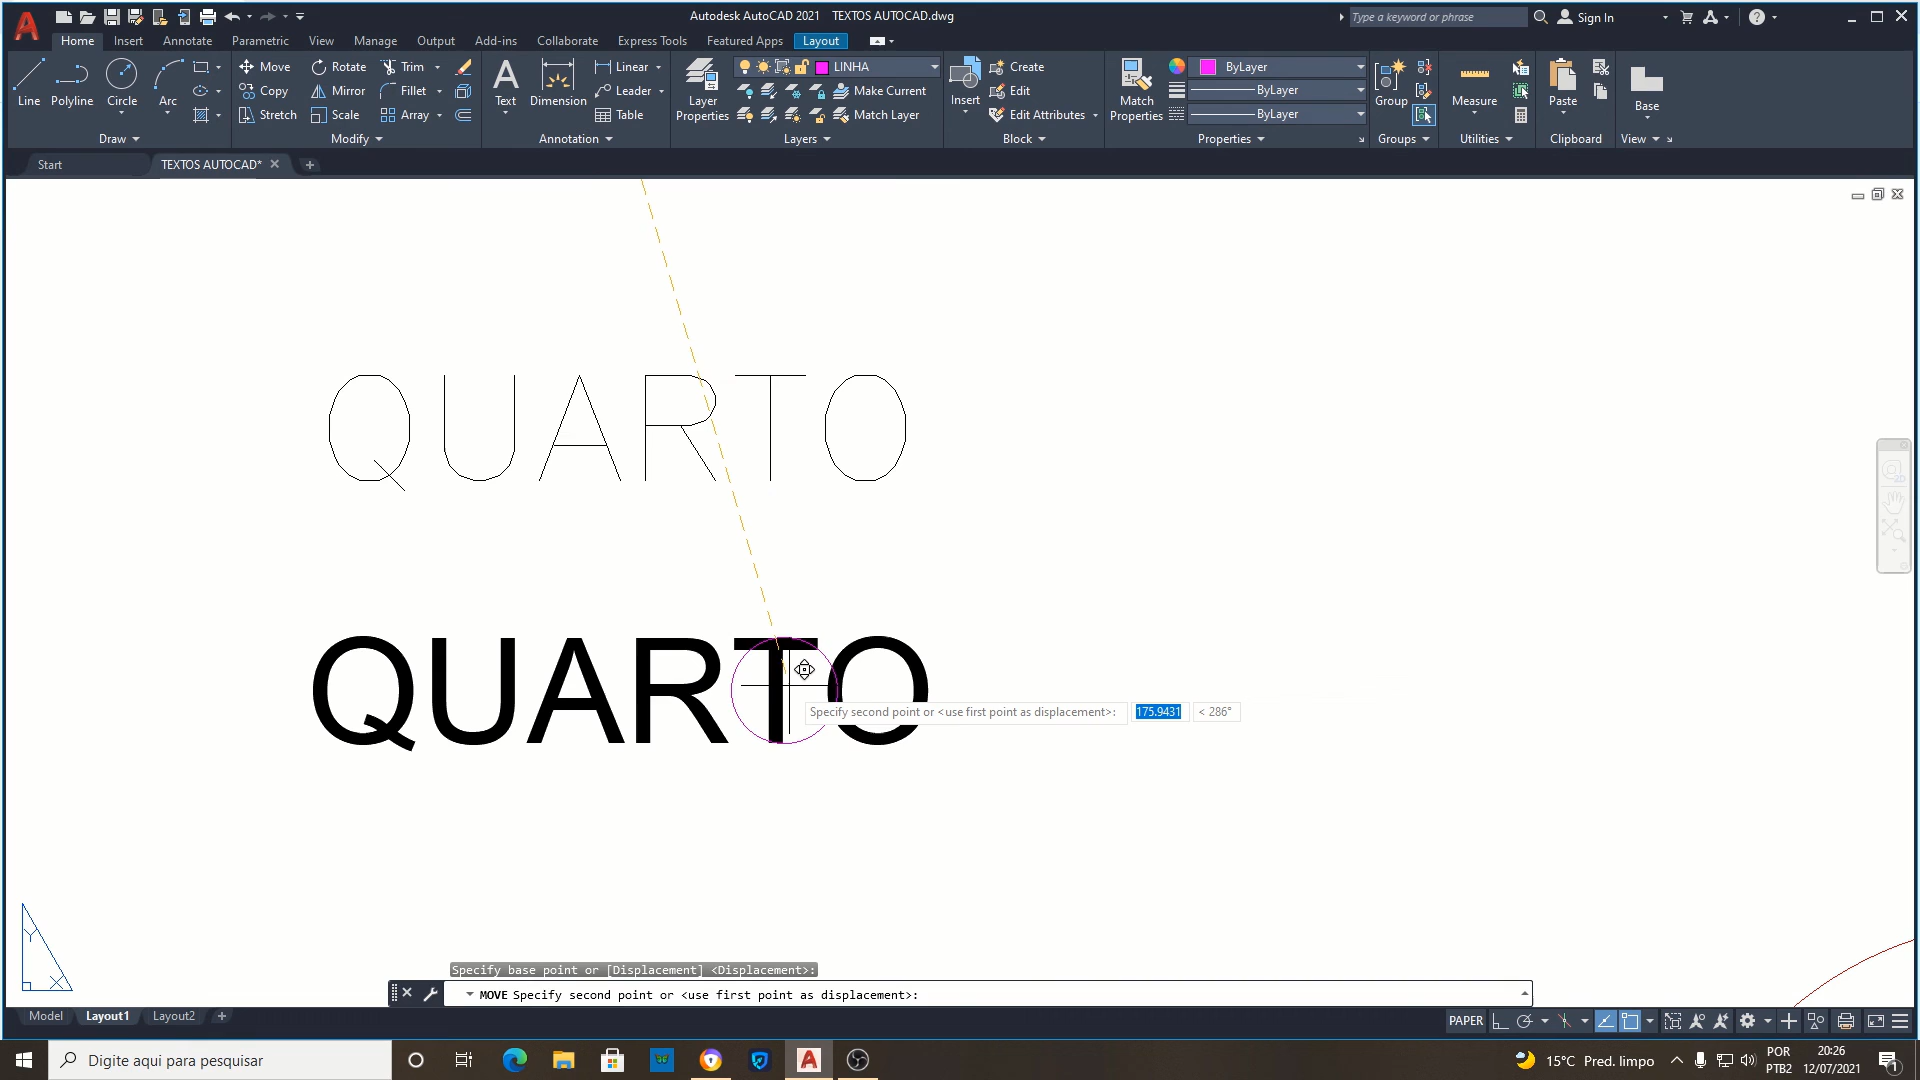 Autodesk AutoCAD 2021 TEXTOS AUTOCAD.dwg
Type a keyword or phrase
Sign In
Home Insert Annotate Parametric View Manage Output Add-ins Collaborate Express Tools Featured Apps Layout
Line Polyline Circle Arc
Move Rotate Trim
Copy Mirror Fillet
Stretch Scale Array
Text Dimension
Linear
Leader
Table
Layer
Properties
LINHA
Make Current
Match Layer
Insert
Create
Edit
Edit Attributes
Match
Properties
ByLayer
ByLayer
ByLayer
Group
Measure
Paste
Base
Draw Modify Annotation Layers Block Properties Groups Utilities Clipboard View
Start TEXTOS AUTOCAD*
QUARTO
QUARTO
Specify second point or <use first point as displacement>: 175.9431 < 286°
Y
X
Specify base point or [Displacement] <Displacement>:
MOVE Specify second point or <use first point as displacement>:
Model Layout1 Layout2
PAPER
Digite aqui para pesquisar
15°C Pred. limpo
POR
PTB2
20:26
12/07/2021
1